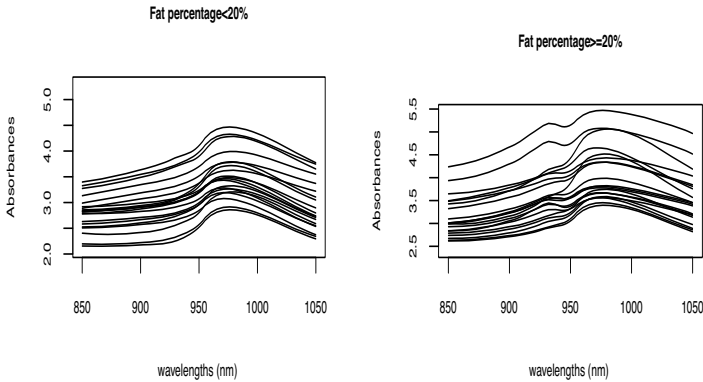 Fat percentage<20%
Absorbances
5.0
4.0
3.0
2.0
850 900 950 1000 1050
wavelengths (nm)
Fat percentage>=20%
Absorbances
5.5
4.5
3.5
2.5
850 900 950 1000 1050
wavelengths (nm)